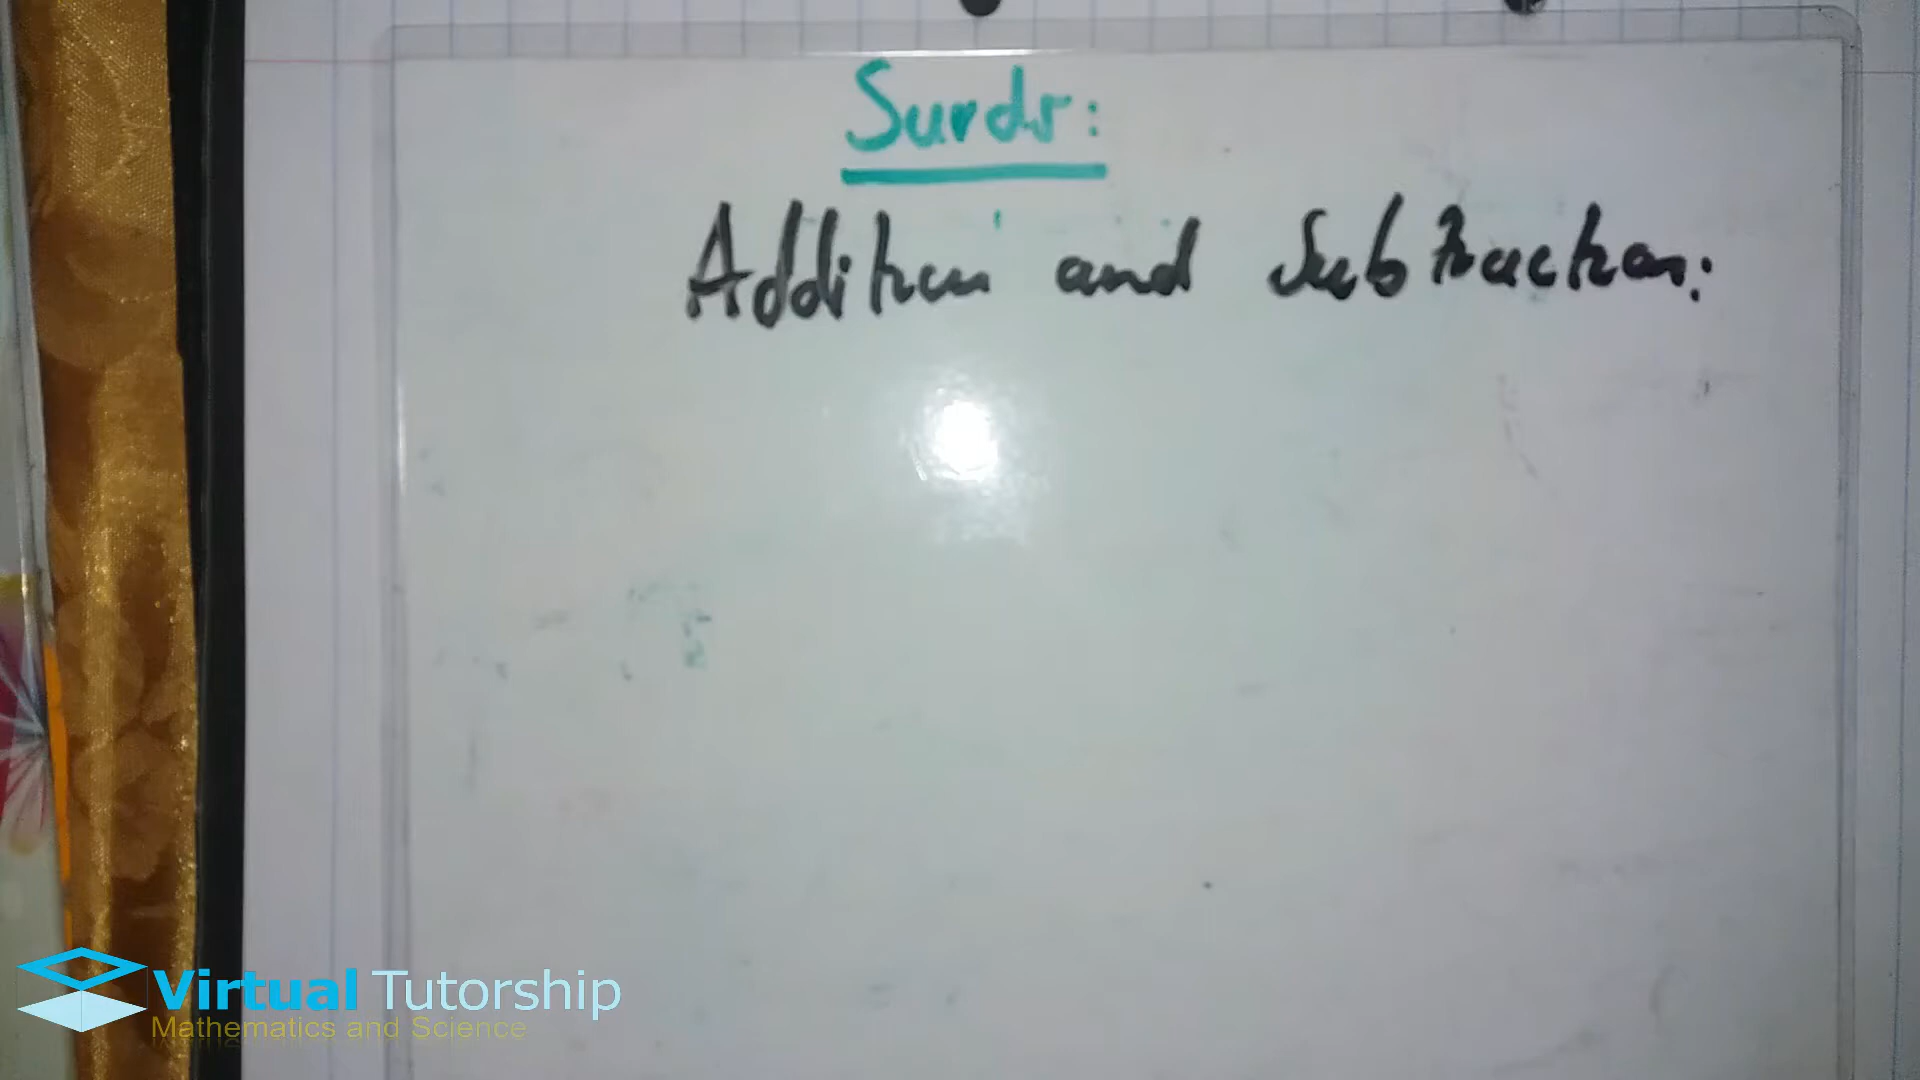 Surds:
Addition and Subtraction:
Virtual Tutorship
Mathematics and Science